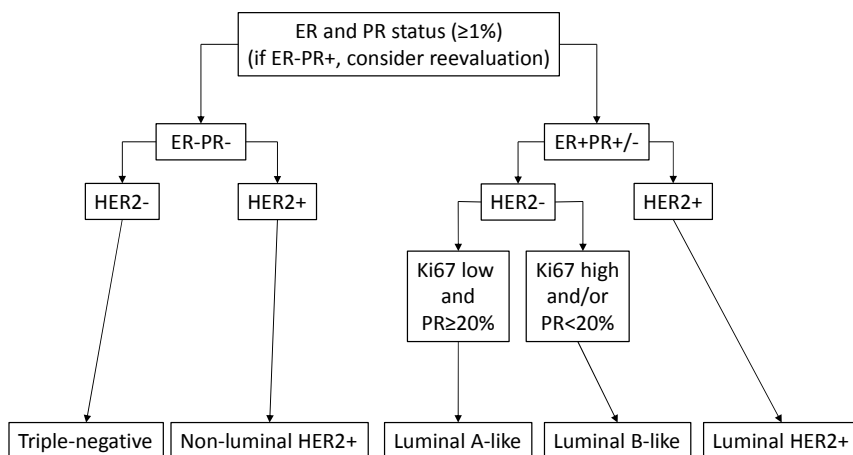 ER and PR status (≥1%)
(if ER-PR+, consider reevaluation)
ER-PR-
ER+PR+/-
HER2-
HER2+
HER2-
HER2+
Ki67 low
and
PR≥20%
Ki67 high
and/or
PR<20%
Triple-negative
Non-luminal HER2+
Luminal A-like
Luminal B-like
Luminal HER2+